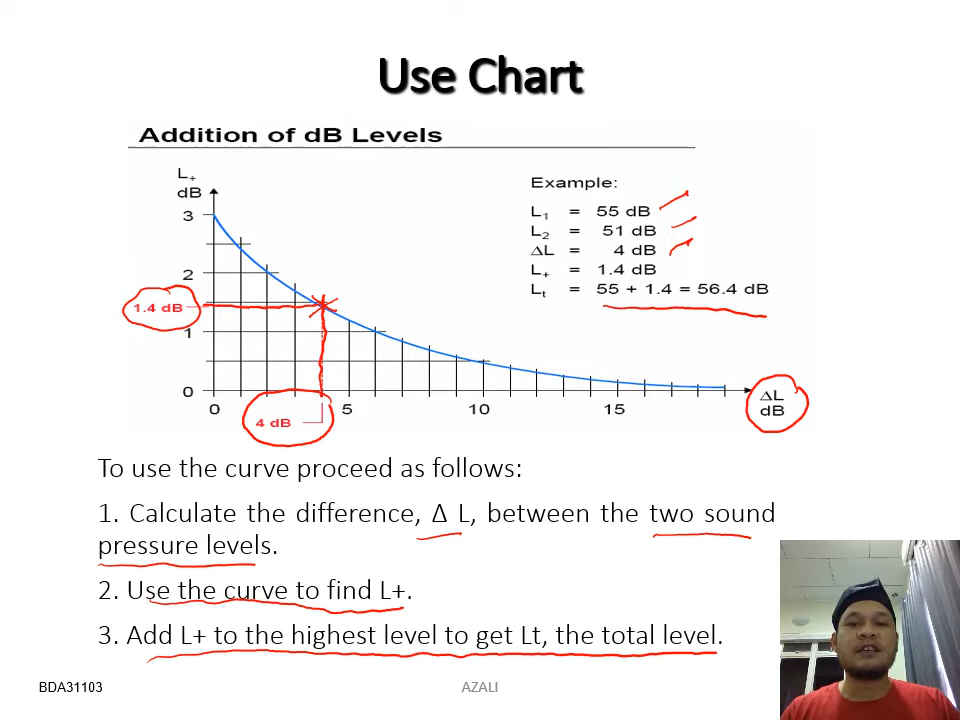 Use Chart
Addition of dB Levels
L+
dB
3
2
1.4 dB
1
0
0
5
10
15
4 dB
ΔL
dB
Example:
L1 = 55 dB
L2 = 51 dB
ΔL = 4 dB
L+ = 1.4 dB
Lt = 55 + 1.4 = 56.4 dB
To use the curve proceed as follows:
1. Calculate the difference, Δ L, between the two sound
pressure levels.
2. Use the curve to find L+.
3. Add L+ to the highest level to get Lt, the total level.
BDA31103
AZALI